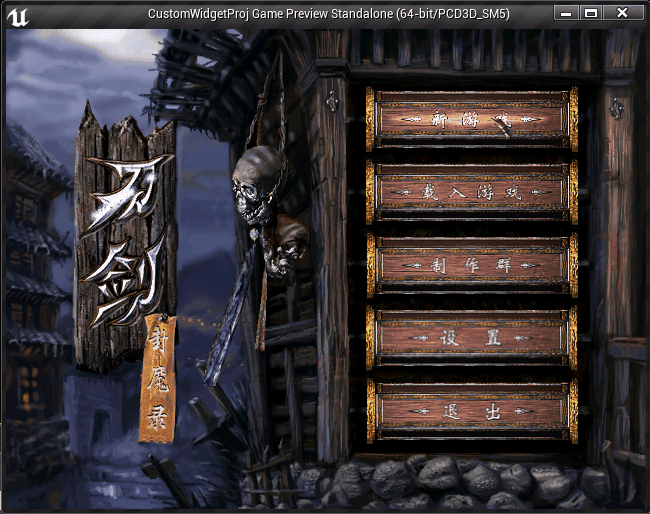 CustomWidgetProj Game Preview Standalone (64-bit/PCD3D_SM5)
刀剑
封魔录
新游戏
载入游戏
制作群
设置
退出